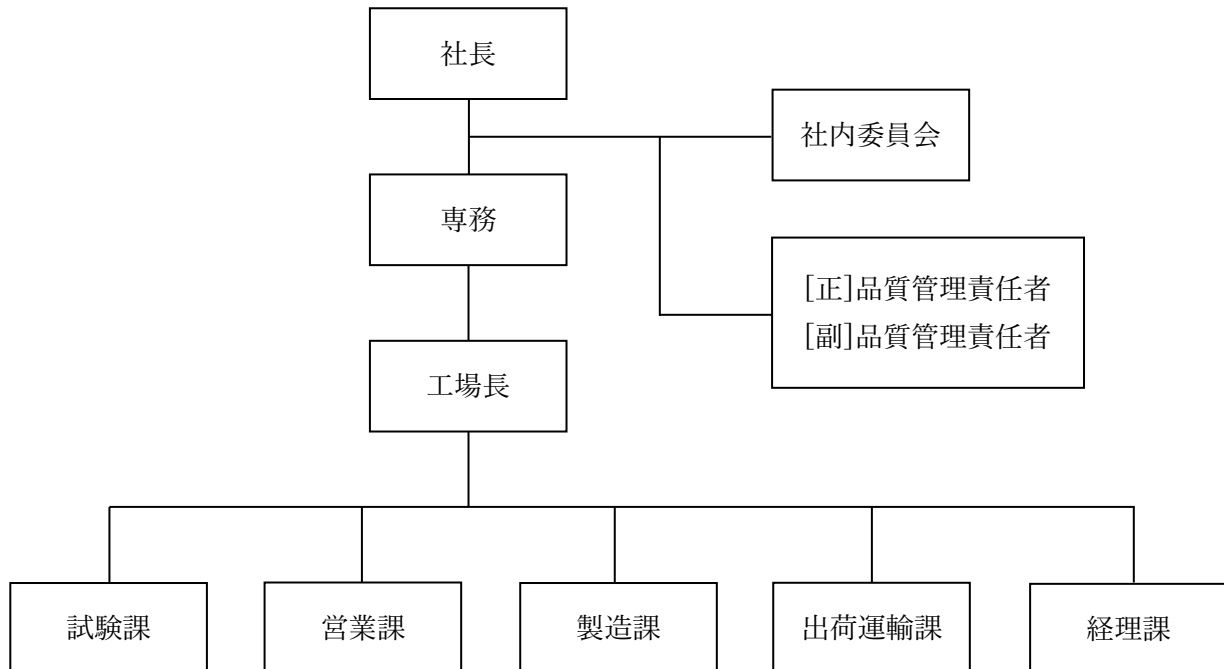 社長
社内委員会
専務
[正]品質管理責任者
[副]品質管理責任者
工場長
試験課
営業課
製造課
出荷運輸課
経理課